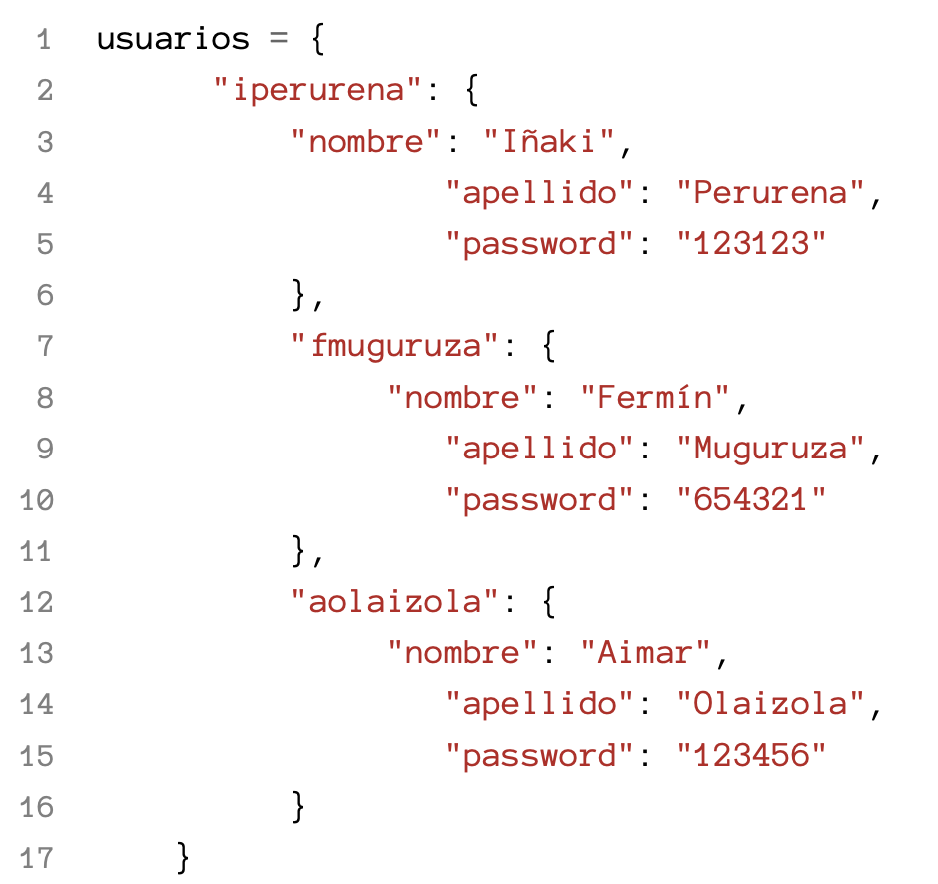 1 usuarios = {
2 "iperurena": {
3 "nombre": "Iñaki",
4 "apellido": "Perurena",
5 "password": "123123"
6 },
7 "fmuguruza": {
8 "nombre": "Fermín",
9 "apellido": "Muguruza",
10 "password": "654321"
11 },
12 "aolaizola": {
13 "nombre": "Aimar",
14 "apellido": "Olaizola",
15 "password": "123456"
16 }
17 }